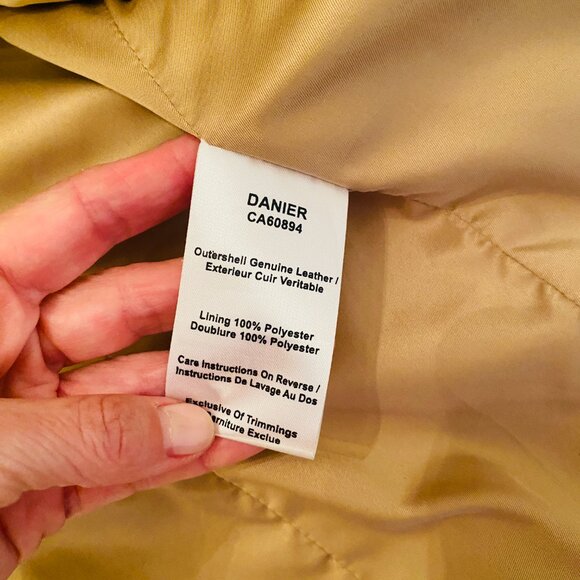 DANIER
CA60894
Outershell Genuine Leather /
Exterieur Cuir Veritable
Lining 100% Polyester
Doublure 100% Polyester
Care Instructions On Reverse /
Instructions De Lavage Au Dos
Exclusive Of Trimmings
Exclue